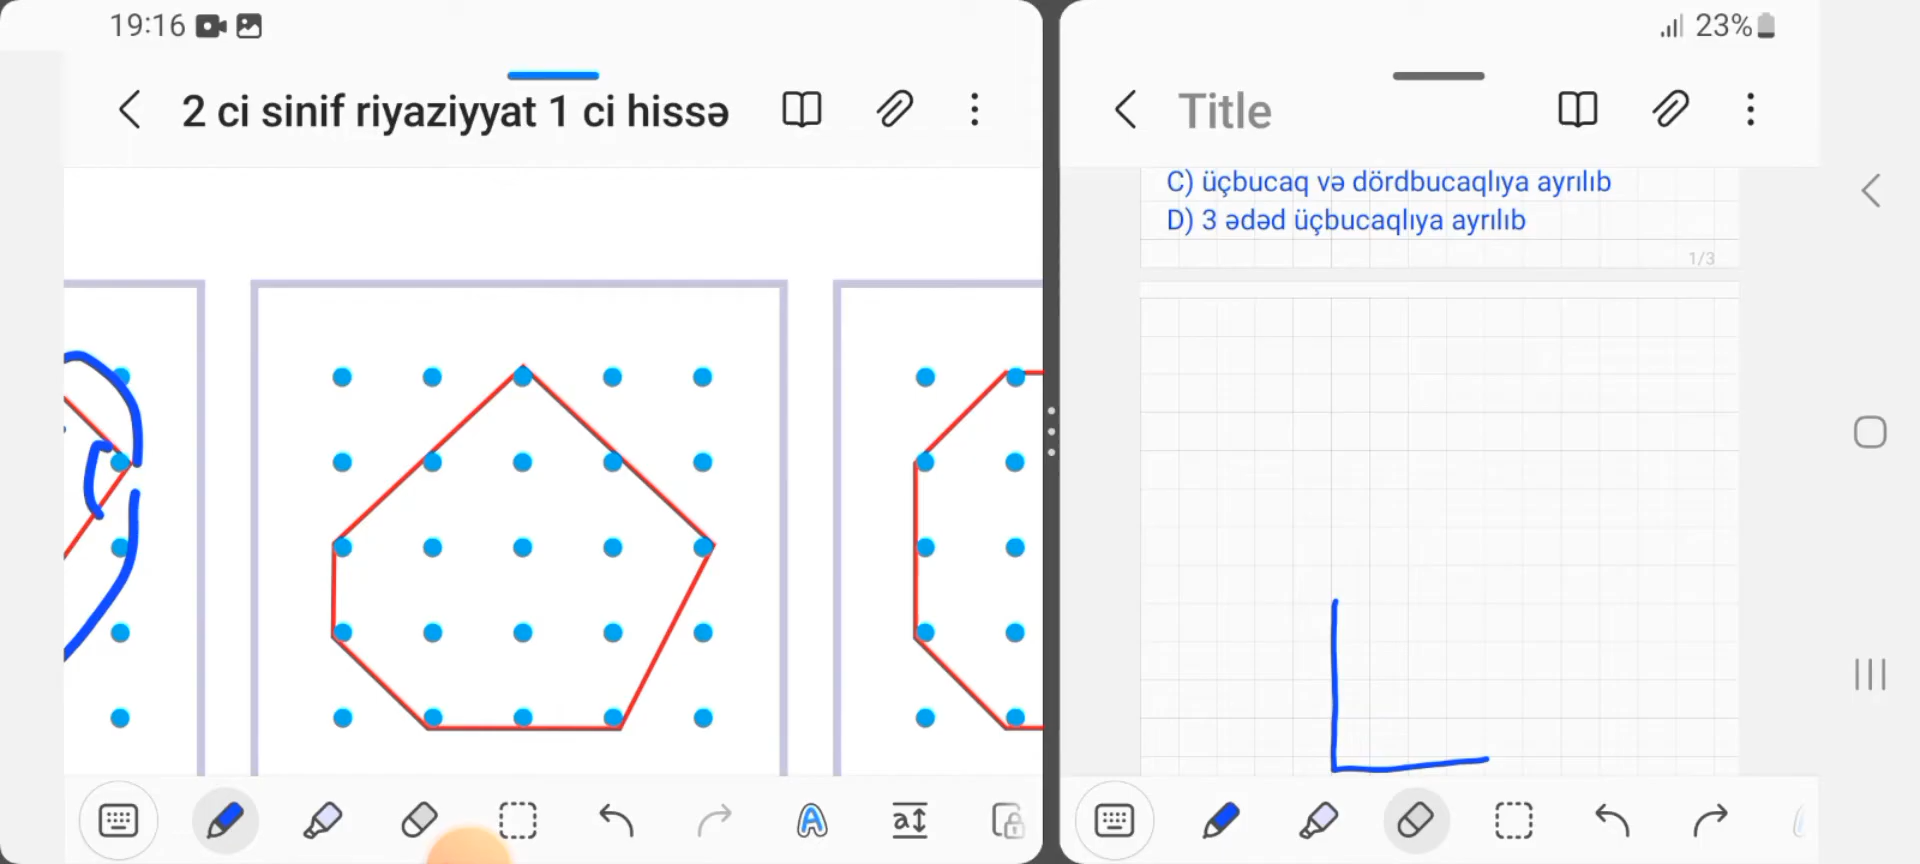 19:16
23%
2 ci sinif riyaziyyat 1 ci hissə
Title
C) üçbucaq və dördbucaqlıya ayrılıb
D) 3 ədəd üçbucaqlıya ayrılıb
1/3